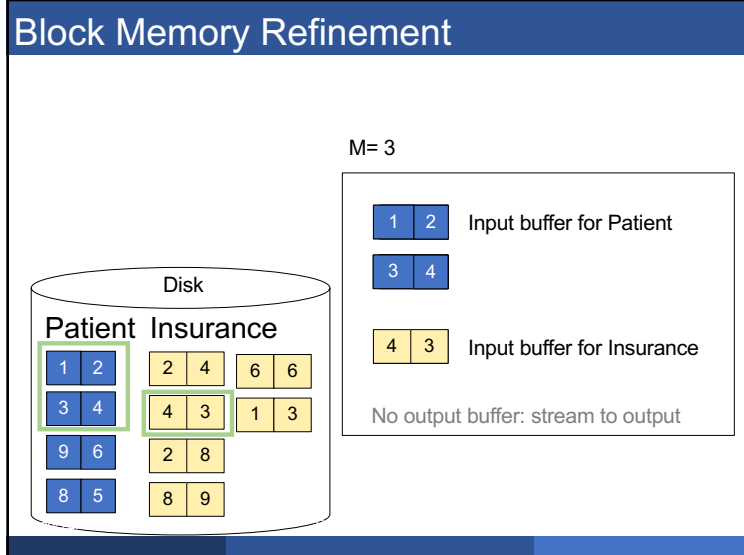 Block Memory Refinement
M= 3
1 2 Input buffer for Patient
3 4
4 3 Input buffer for Insurance
No output buffer: stream to output
Disk
Patient Insurance
1 2 2 4 6 6
3 4 4 3 1 3
9 6 2 8
8 5 8 9